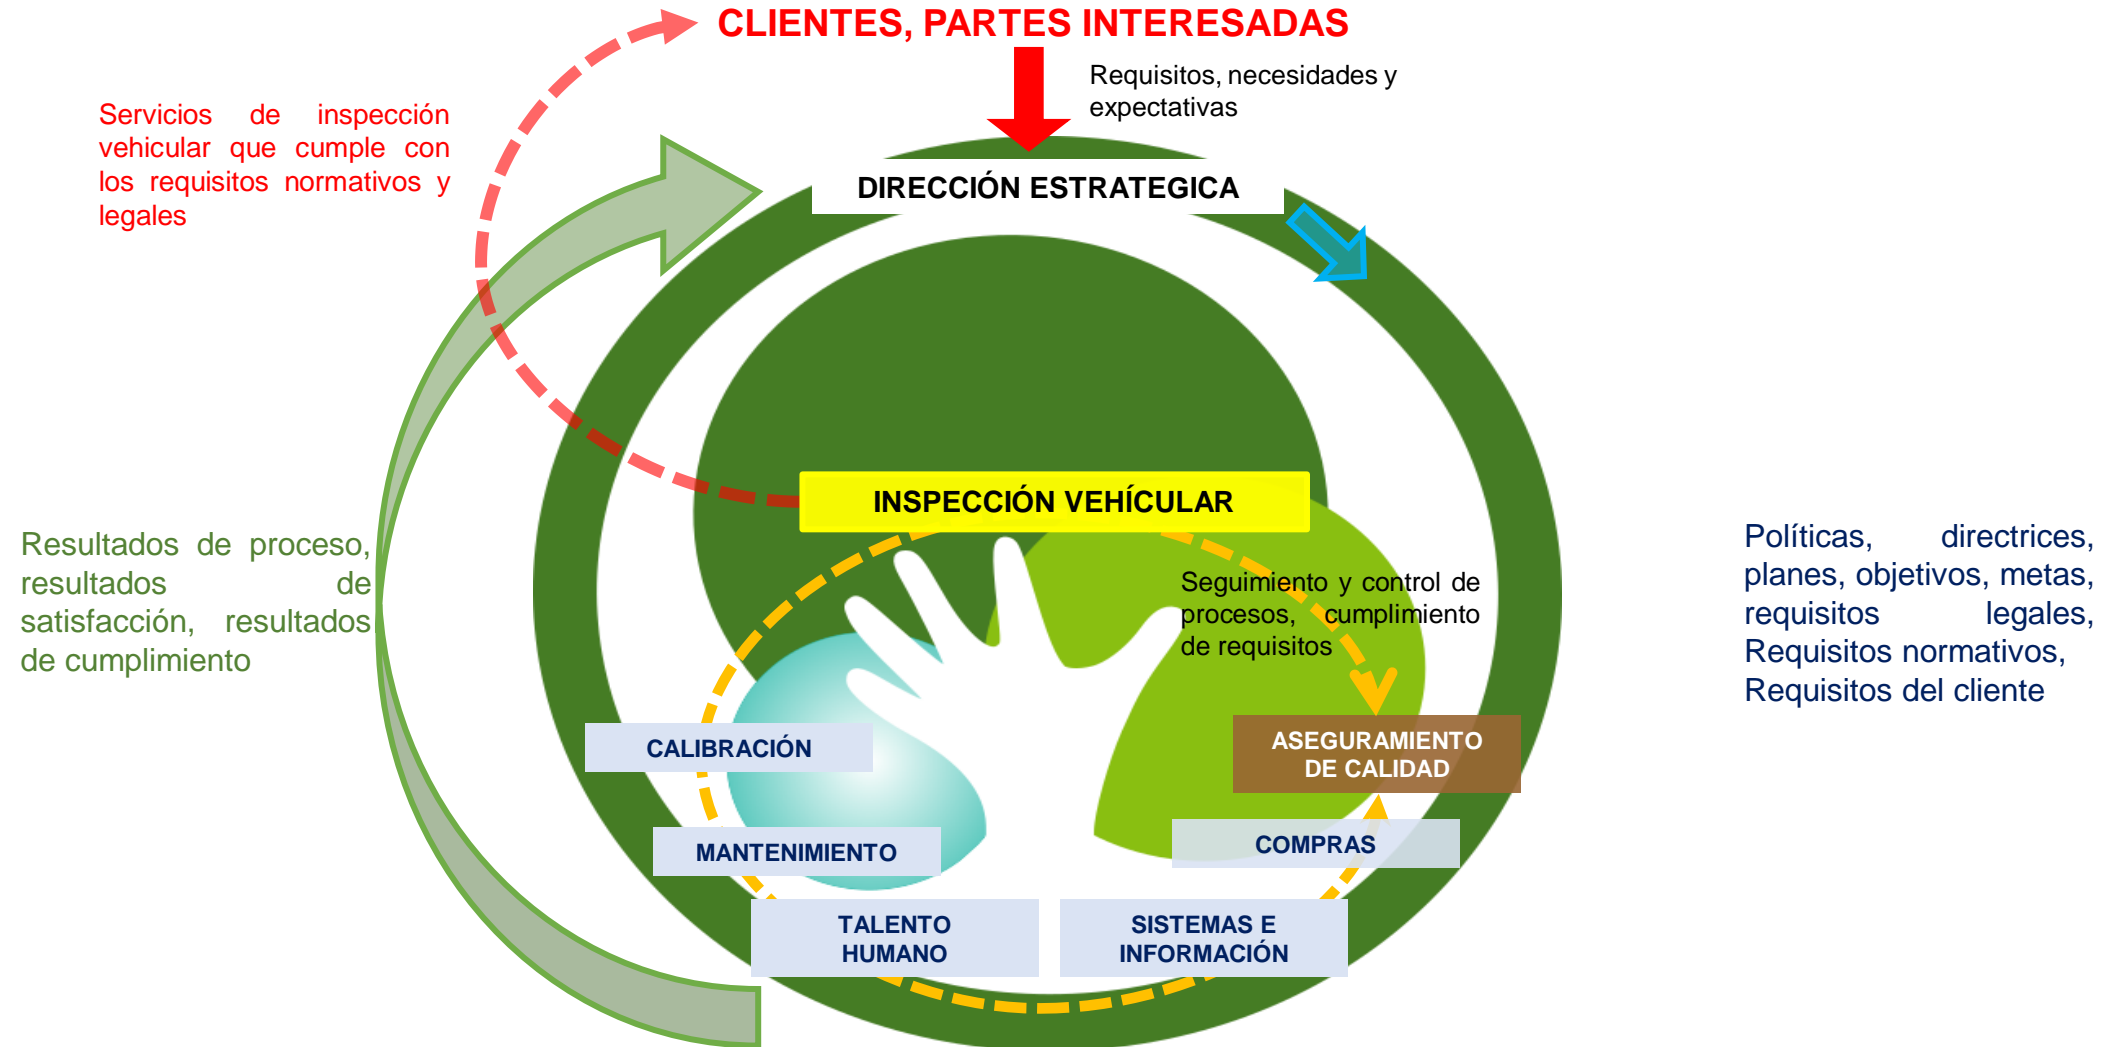 CLIENTES, PARTES INTERESADAS
Requisitos, necesidades y
expectativas
Servicios de inspección
vehicular que cumple con
los requisitos normativos y
legales
DIRECCIÓN ESTRATEGICA
INSPECCIÓN VEHÍCULAR
Resultados de proceso,
resultados de
satisfacción, resultados
de cumplimiento
Seguimiento y control de
procesos, cumplimiento
de requisitos
Políticas, directrices,
planes, objetivos, metas,
requisitos legales,
Requisitos normativos,
Requisitos del cliente
CALIBRACIÓN
ASEGURAMIENTO
DE CALIDAD
MANTENIMIENTO
COMPRAS
TALENTO
HUMANO
SISTEMAS E
INFORMACIÓN